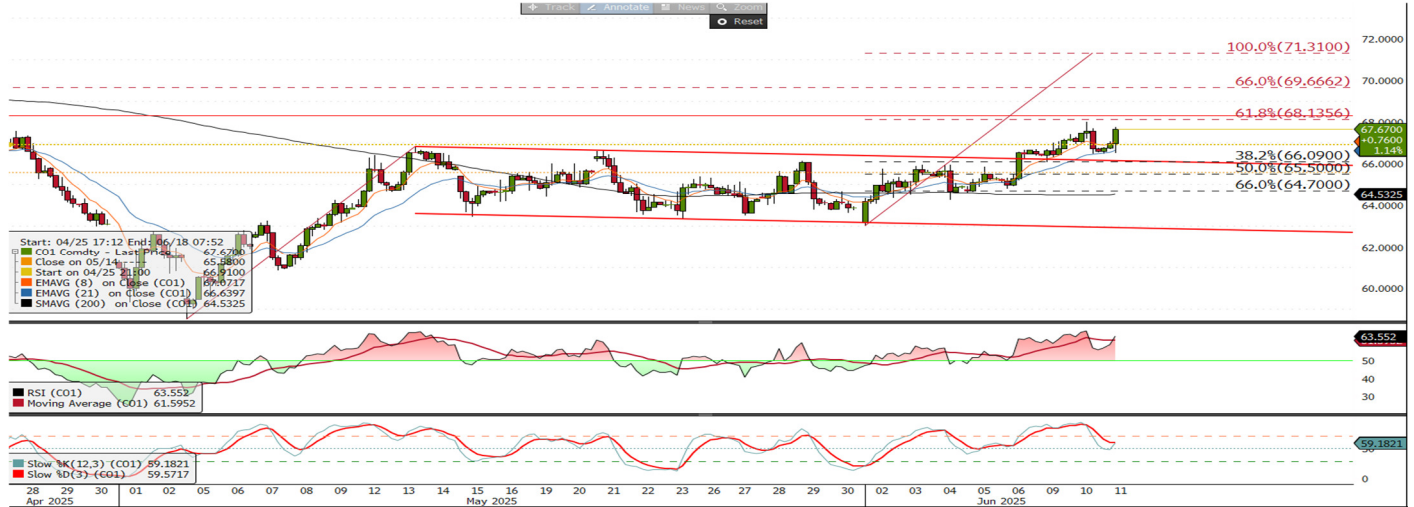 Track Annotate News Zoom
Reset
72.0000
100.0%(71.3100)
70.0000
66.0%(69.6662)
61.8%(68.1356)
68.0000
67.6700
0.7600
1.14%
38.2%(66.0900)
66.0000
50.0%(65.5000)
66.0%(64.7000)
64.5325
64.0000
62.0000
60.0000
Start: 04/25 17:12 End: 06/18 07:52
CO1 Comdty - Last Price 67.6700
Close on 05/14 65.5800
Start on 04/25 21:00 66.9100
EMAVG (8) on Close (CO1) 67.0717
EMAVG (21) on Close (CO1) 66.6397
SMAVG (200) on Close (CO1) 64.5325
63.552
50
40
30
RSI (CO1) 63.552
Moving Average (CO1) 61.5952
59.1821
0
Slow %K(12,3) (CO1) 59.1821
Slow %D(3) (CO1) 59.5717
28 29 30 01 02 05 06 07 08 09 12 13 14 15 16 19 20 21 22 23 26 27 28 29 30 02 03 04 05 06 09 10 11
Apr 2025 May 2025 Jun 2025